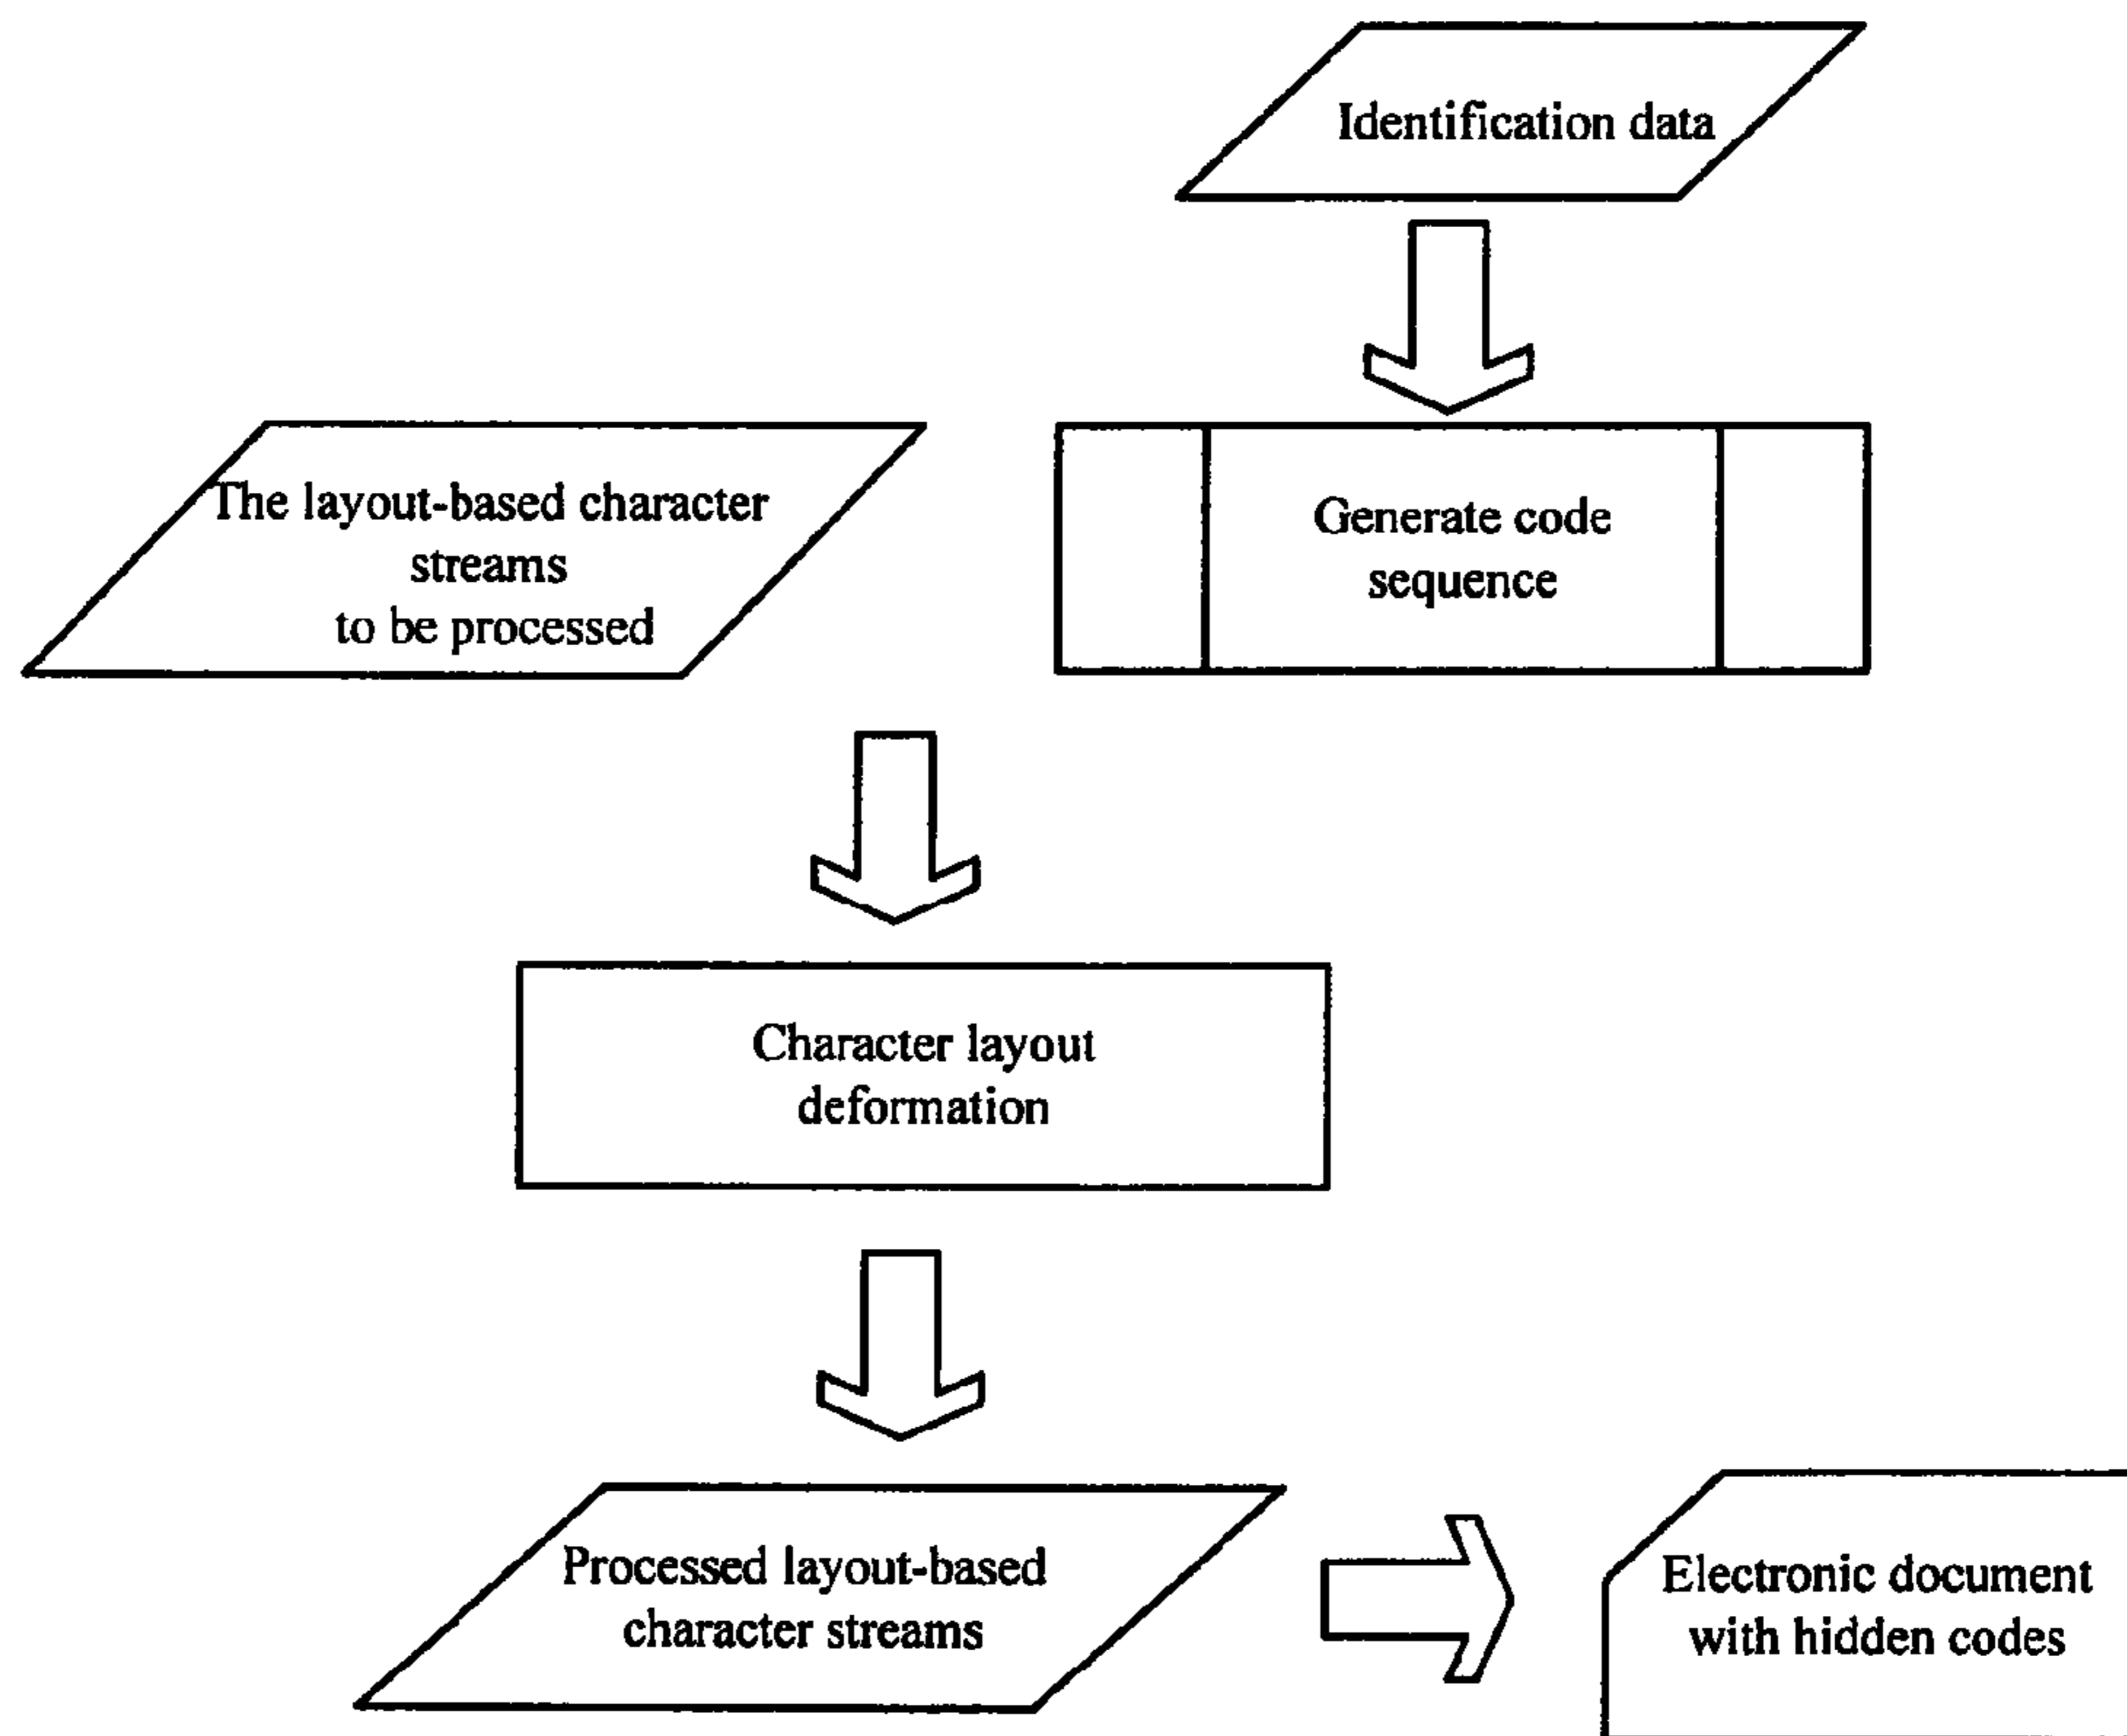 Identification data
The layout-based character
streams
to be processed
Generate code
sequence
Character layout
deformation
Processed layout-based
character streams
Electronic document
with hidden codes